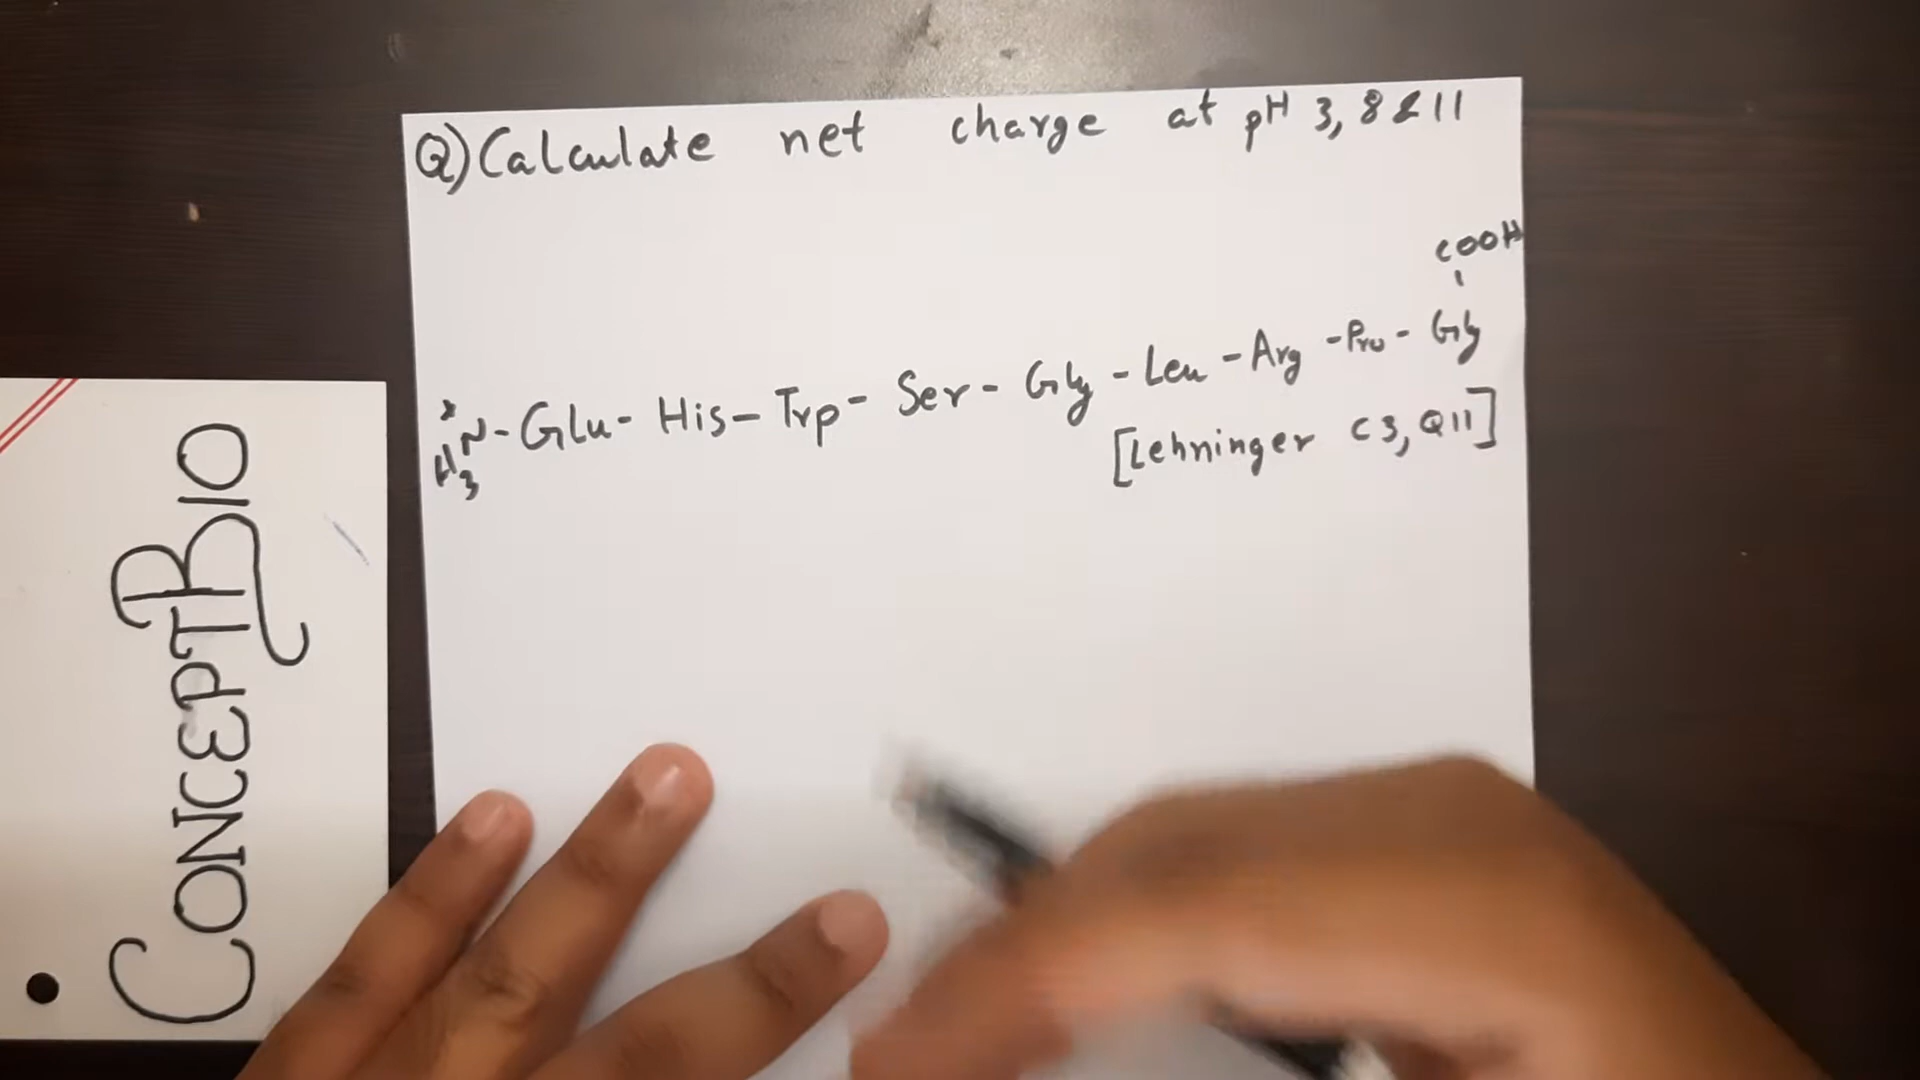 Q) Calculate net charge at pH 3, 8 & 11
COOH
H3N - Glu - His - Trp - Ser - Gly - Leu - Arg - Pro - Gly
[Lehninger C3, Q11]
CONCEPTBIO